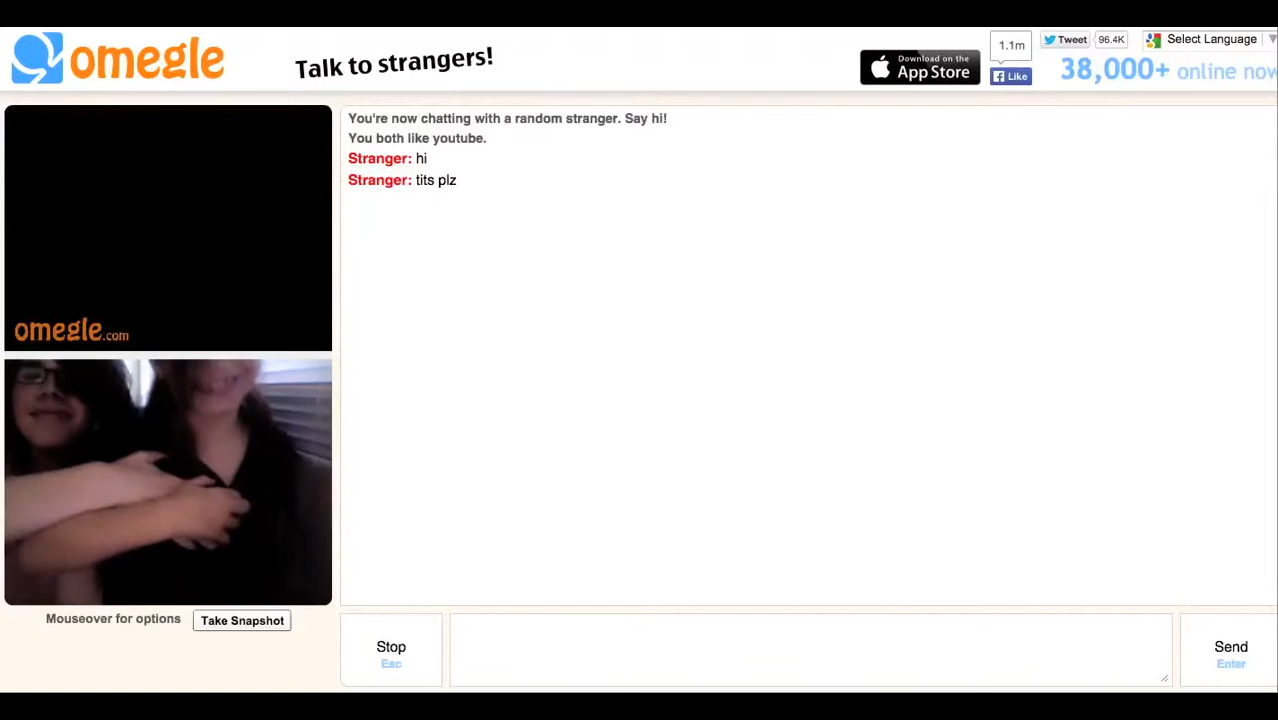 omegle
Talk to strangers!
Download on the
App Store
1.1m
Like
Tweet
96.4K
Select Language
38,000+ online now
You're now chatting with a random stranger. Say hi!
You both like youtube.
Stranger: hi
Stranger: tits plz
omegle.com
Mouseover for options
Take Snapshot
Stop
Esc
Send
Enter